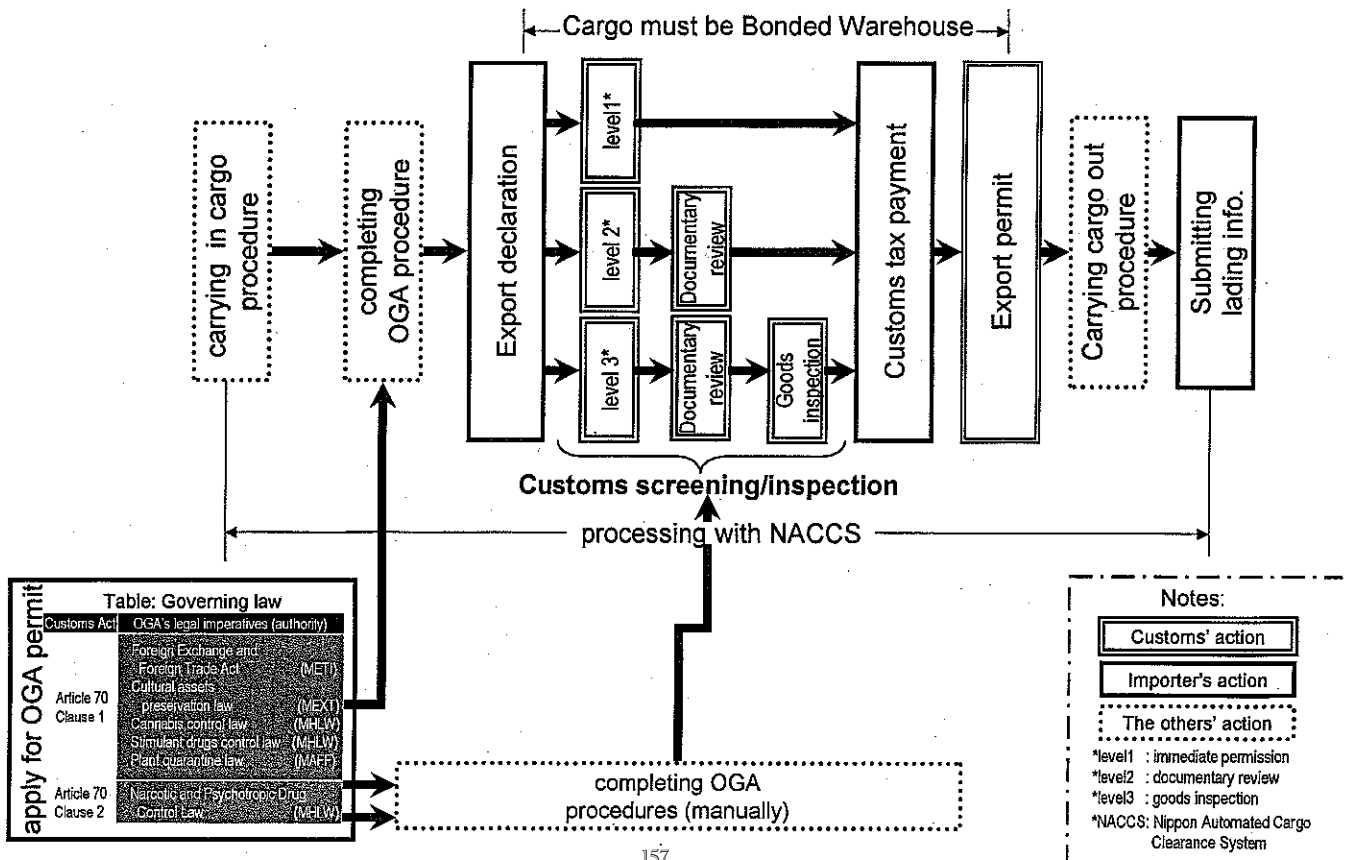 Cargo must be Bonded Warehouse
carrying in cargo
procedure
completing
OGA procedure
Export declaration
level1*
level 2*
Documentary
review
level 3*
Documentary
review
Goods
inspection
Customs tax payment
Export permit
Carrying cargo out
procedure
Submitting
lading info.
Customs screening/inspection
processing with NACCS
apply for OGA permit
Table: Governing law
Customs Act OGA's legal imperatives (authority)
Article 70
Clause 1
Foreign Exchange and
Foreign Trade Act (METI)
Cultural assets
preservation law (MEXT)
Cannabis control law (MHLW)
Stimulant drugs control law (MHLW)
Plant quarantine law (MAFF)
Article 70
Clause 2
Narcotic and Psychotropic Drug
Control Law (MHLW)
completing OGA
procedures (manually)
Notes:
Customs' action
Importer's action
The others' action
*level1 : immediate permission
*level2 : documentary review
*level3 : goods inspection
*NACCS: Nippon Automated Cargo
Clearance System
157